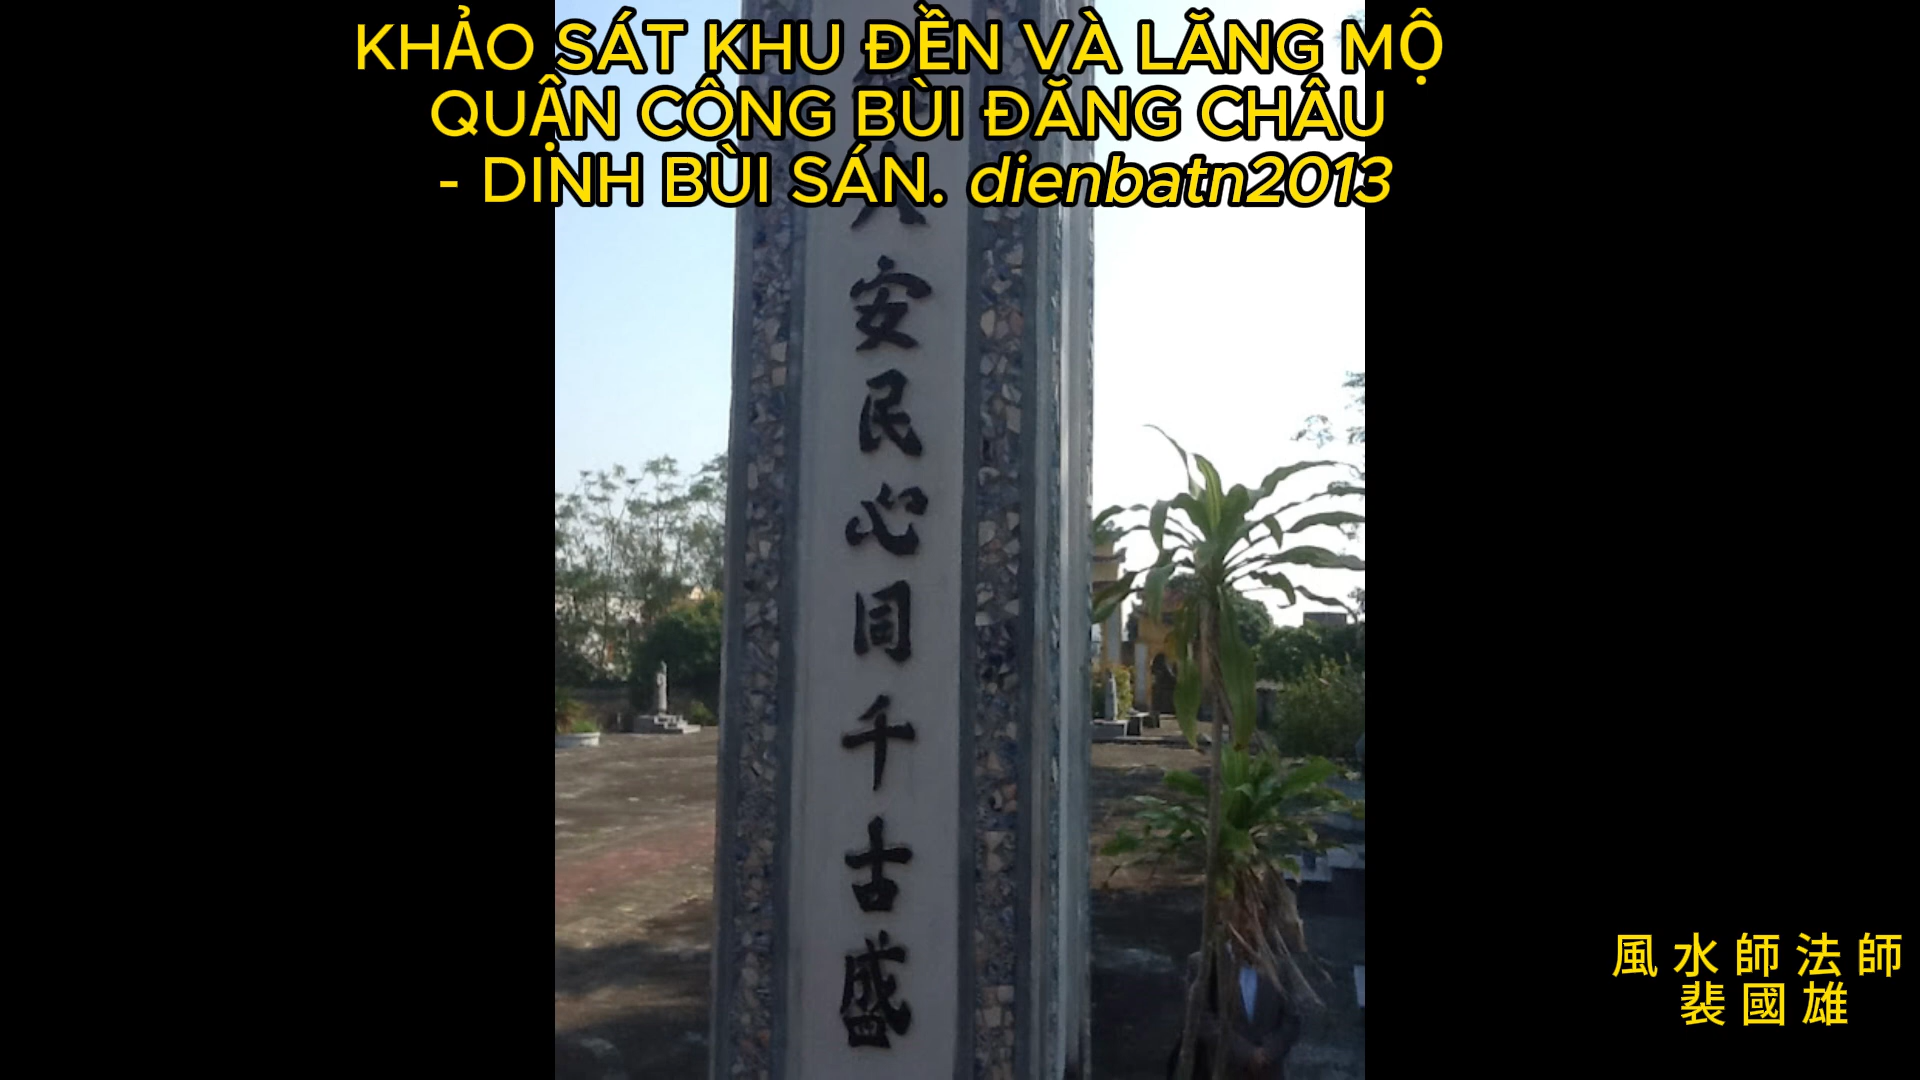 KHẢO SÁT KHU ĐỀN VÀ LĂNG MỘ
QUẬN CÔNG BÙI ĐĂNG CHÂU
- DINH BÙI SÁN. dienbatn2013
安民心同千古盛
風水師法師
裴國雄